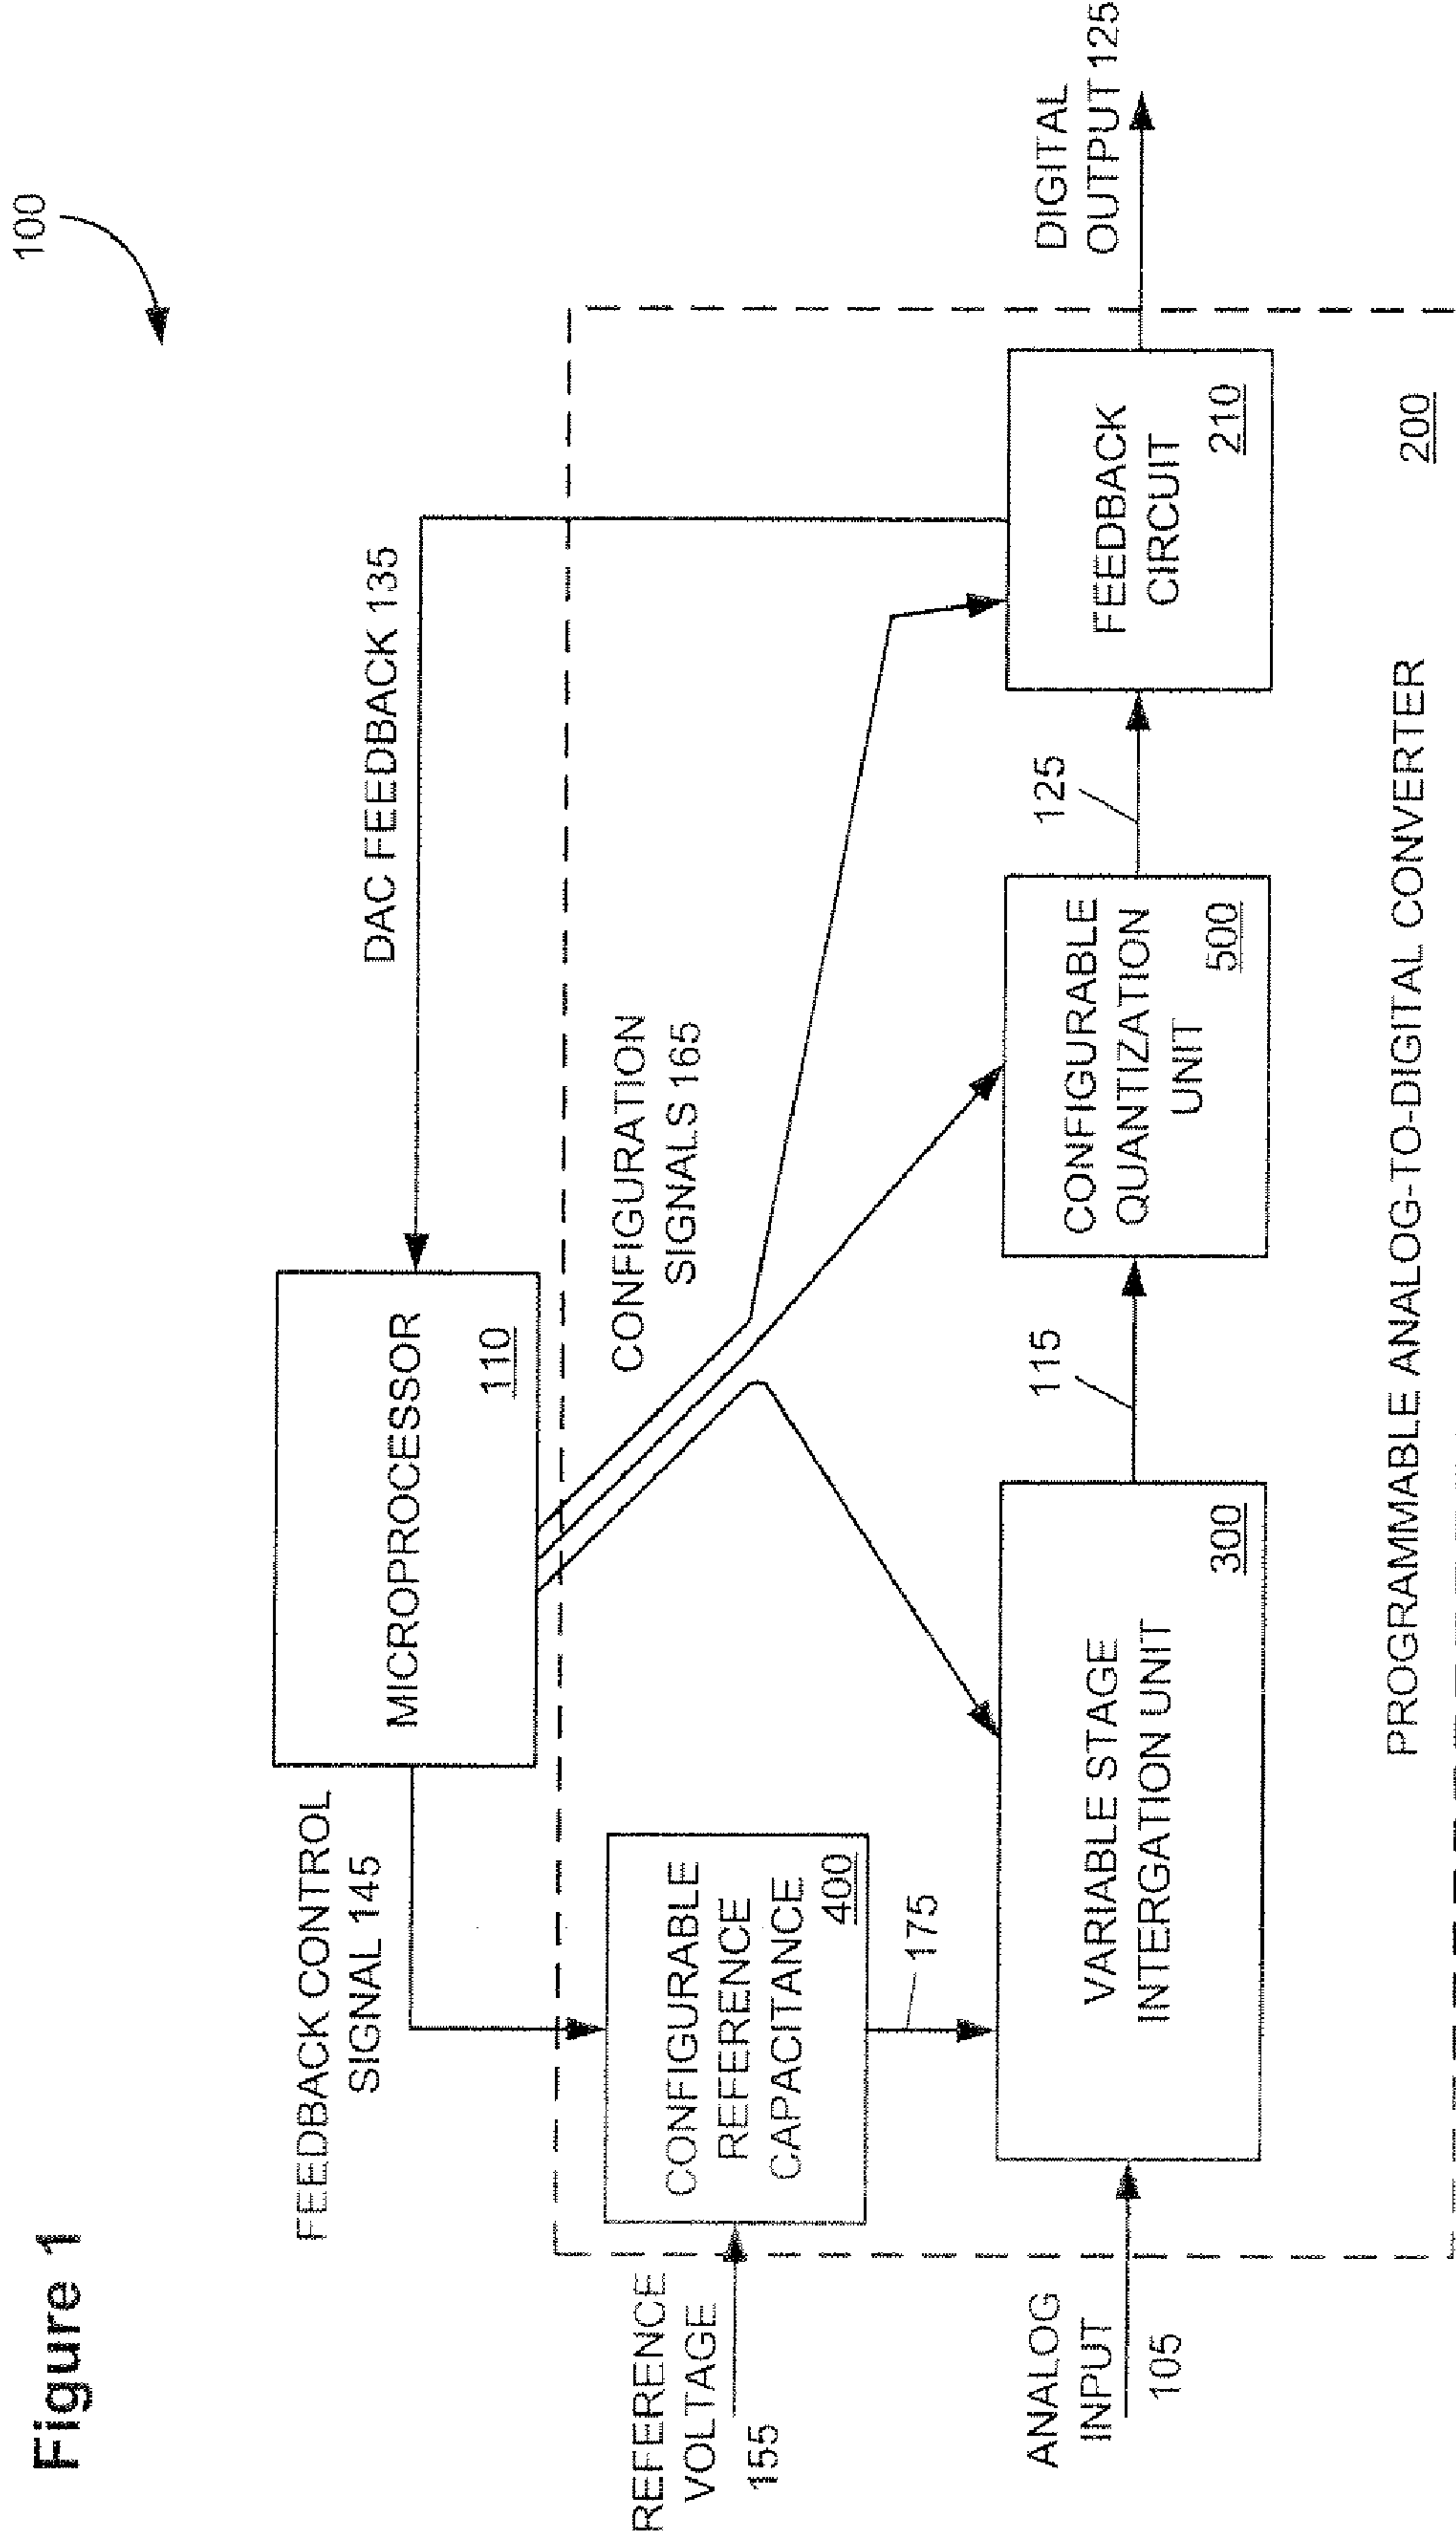 Figure 1
100
FEEDBACK CONTROL
SIGNAL 145
MICROPROCESSOR
110
DAC FEEDBACK 135
REFERENCE
VOLTAGE
155
CONFIGURABLE
REFERENCE
CAPACITANCE
400
CONFIGURATION
SIGNALS 165
175
ANALOG
INPUT
105
VARIABLE STAGE
INTERGATION UNIT
300
115
CONFIGURABLE
QUANTIZATION
UNIT
500
125
FEEDBACK
CIRCUIT
210
DIGITAL
OUTPUT 125
PROGRAMMABLE ANALOG-TO-DIGITAL CONVERTER
200